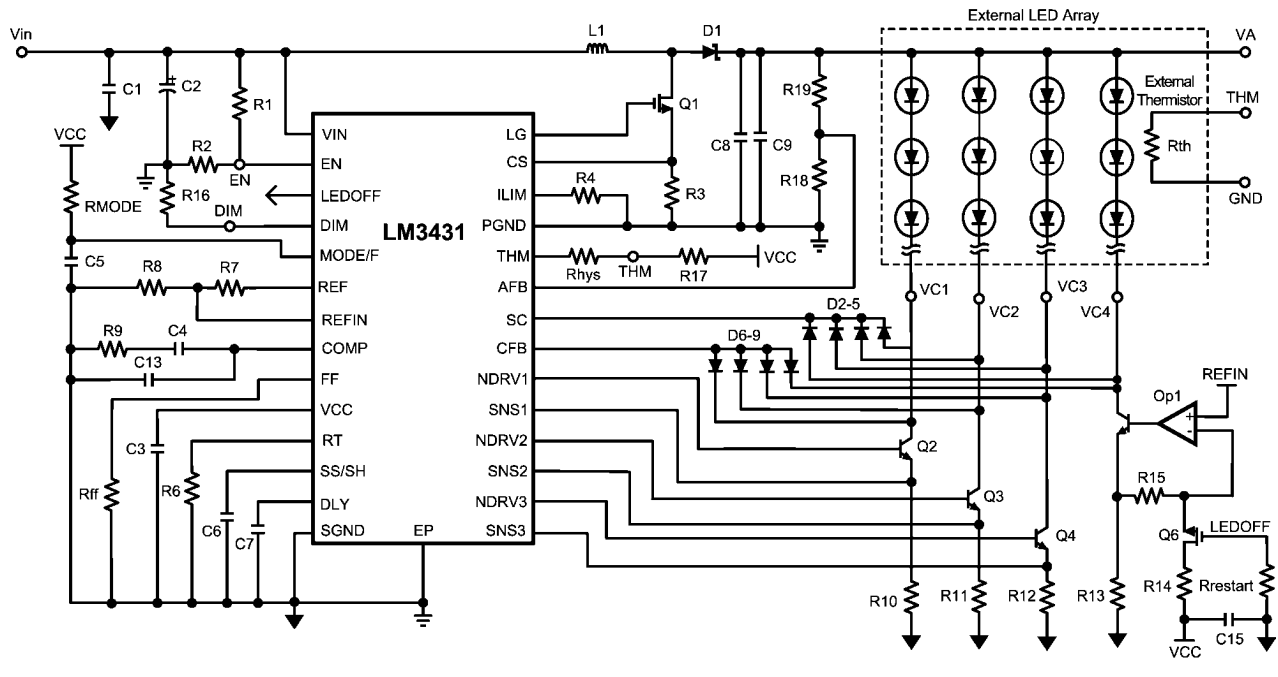 External LED Array
Vin
L1
D1
VA
C1
C2
R1
Q1
R19
External
Thermistor
THM
VCC
VIN
LG
C8
C9
Rth
R2
EN
EN
CS
R16
LEDOFF
ILIM
R4
R3
R18
GND
RMODE
DIM
DIM
PGND
LM3431
C5
MODE/F
THM
Rhys
THM
R17
VCC
R8
R7
REF
AFB
VC1
VC2
VC3
VC4
REFIN
SC
D2-5
R9
C4
COMP
CFB
D6-9
C13
FF
NDRV1
REFIN
Op1
+
-
VCC
SNS1
C3
RT
NDRV2
Q2
Rff
R6
SS/SH
SNS2
R15
DLY
NDRV3
Q3
C6
C7
SGND
EP
SNS3
Q4
Q6
LEDOFF
R10
R11
R12
R13
R14
Rrestart
C15
VCC